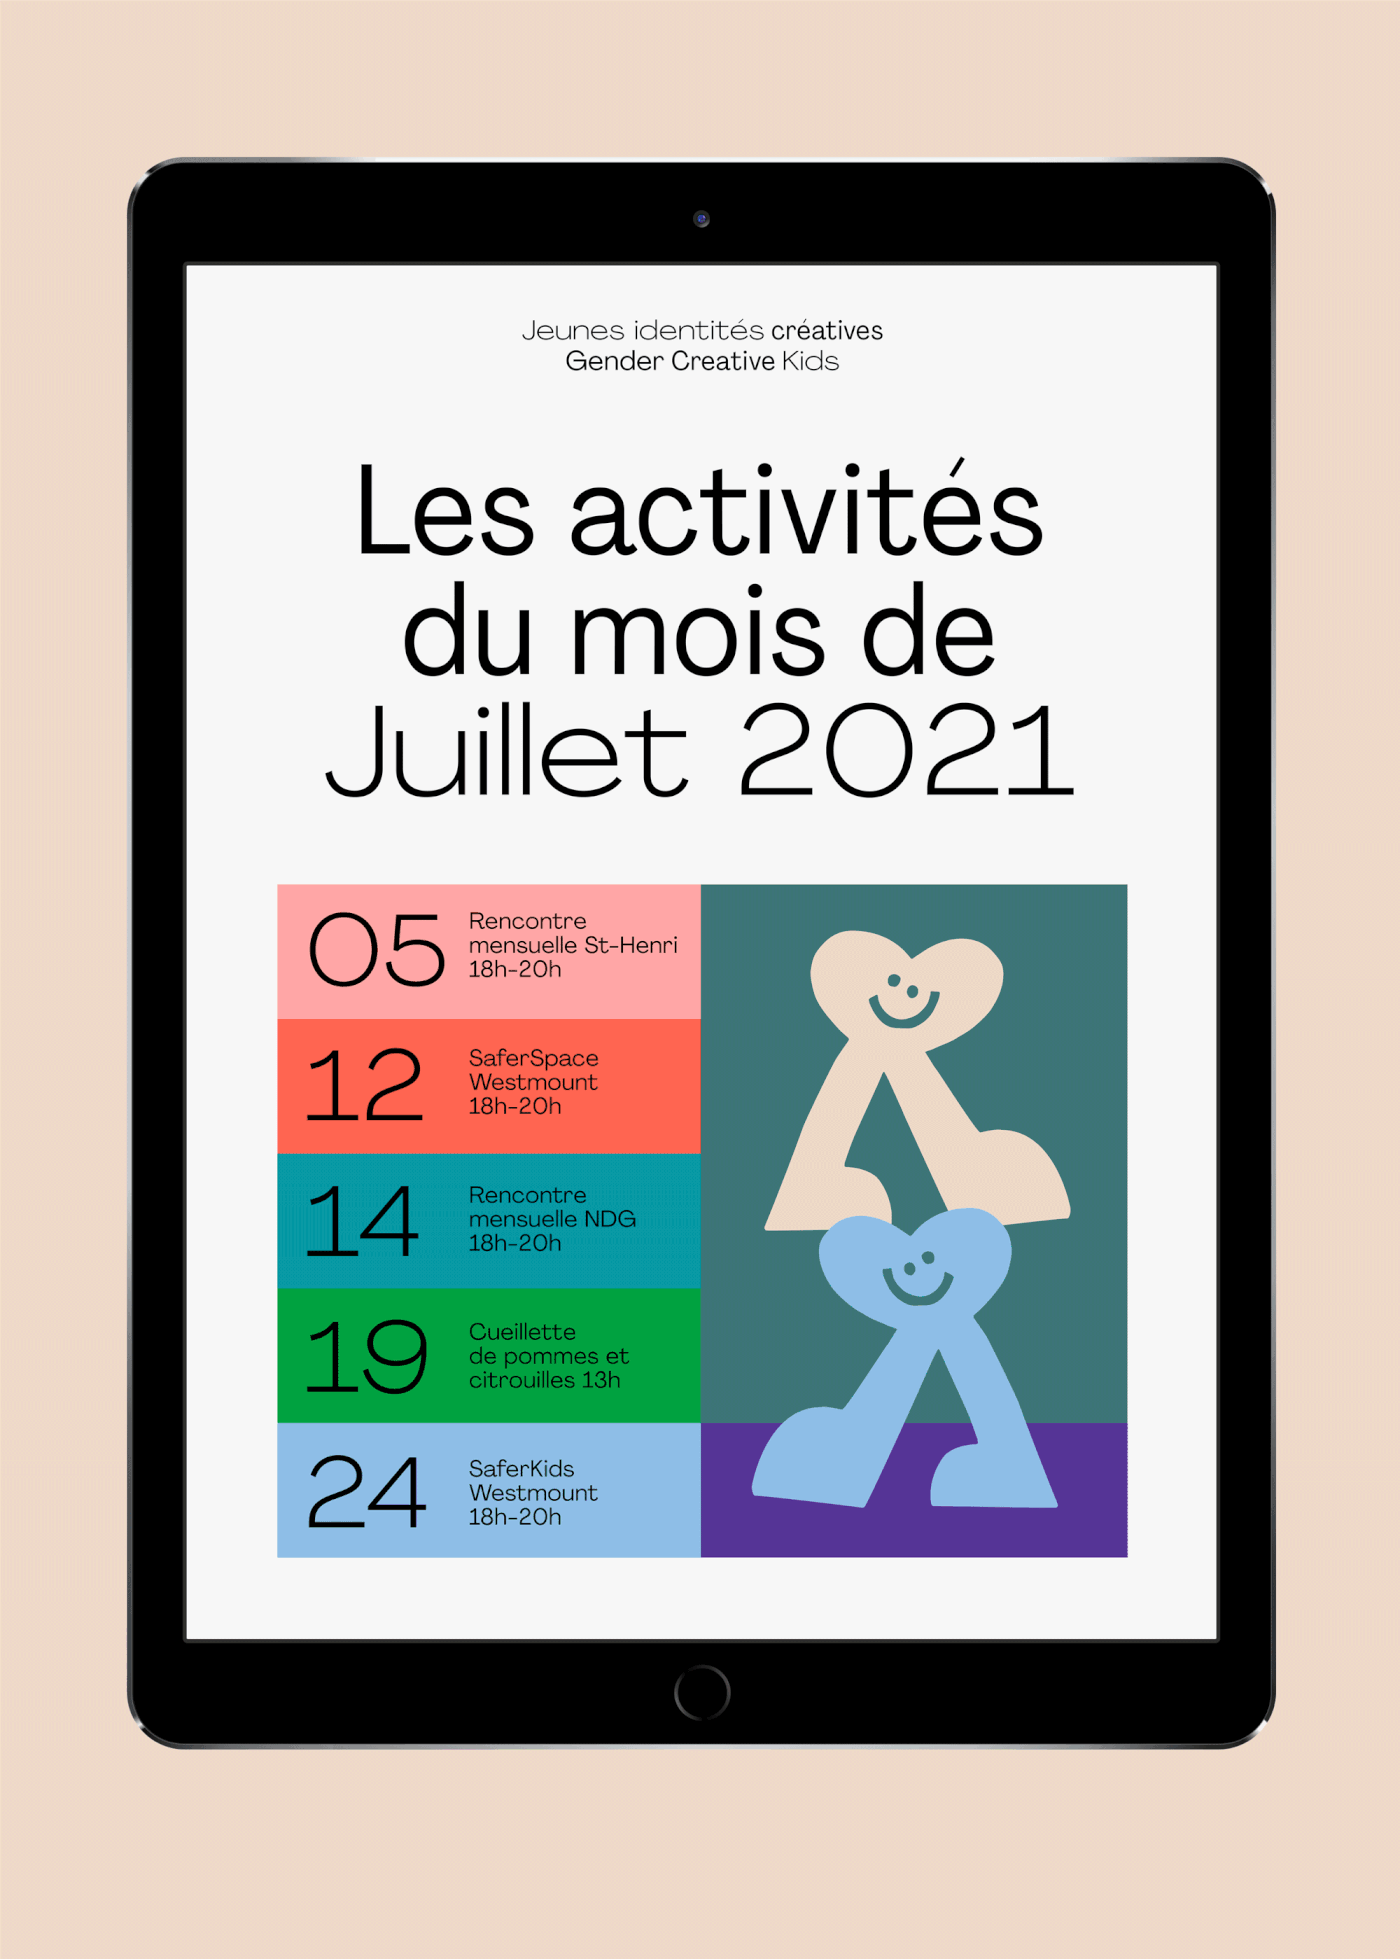 Jeunes identités créatives
Gender Creative Kids
Les activités
du mois de
Juillet 2021
05
Rencontre
mensuelle St-Henri
18h-20h
12
SaferSpace
Westmount
18h-20h
14
Rencontre
mensuelle NDG
18h-20h
19
Cueillette
de pommes et
citrouilles 13h
24
SaferKids
Westmount
18h-20h